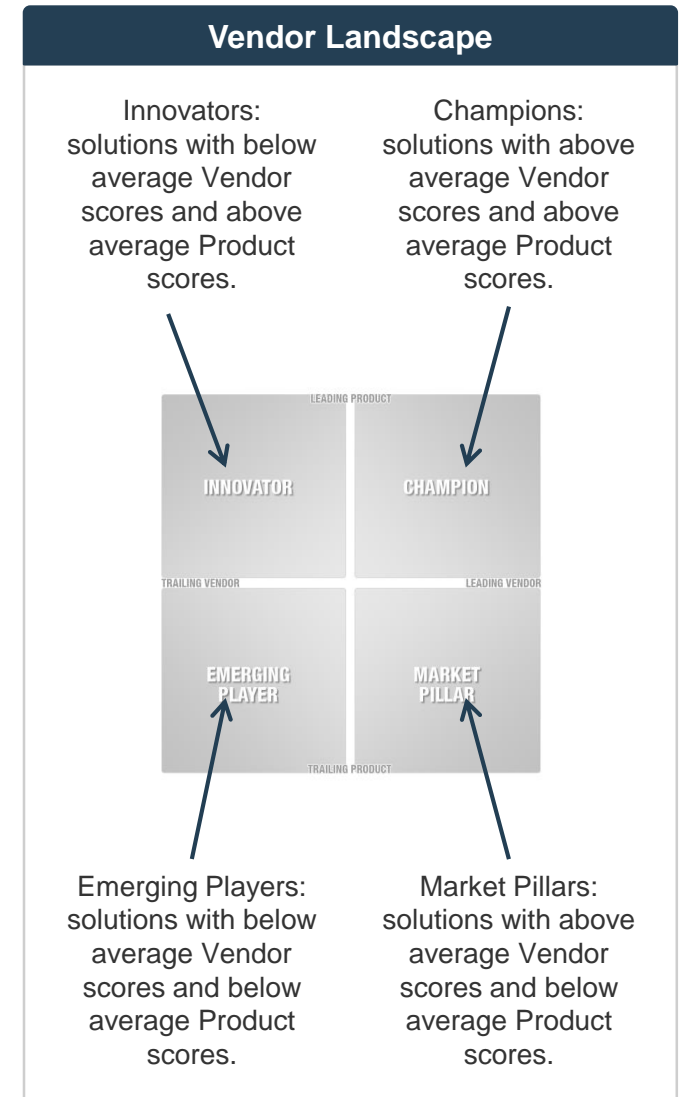 Vendor Landscape
Innovators:
solutions with below
average Vendor
scores and above
average Product
scores.
Champions:
solutions with above
average Vendor
scores and above
average Product
scores.
LEADING PRODUCT
INNOVATOR
CHAMPION
TRAILING VENDOR
LEADING VENDOR
EMERGING
PLAYER
MARKET
PILLAR
TRAILING PRODUCT
Emerging Players:
solutions with below
average Vendor
scores and below
average Product
scores.
Market Pillars:
solutions with above
average Vendor
scores and below
average Product
scores.